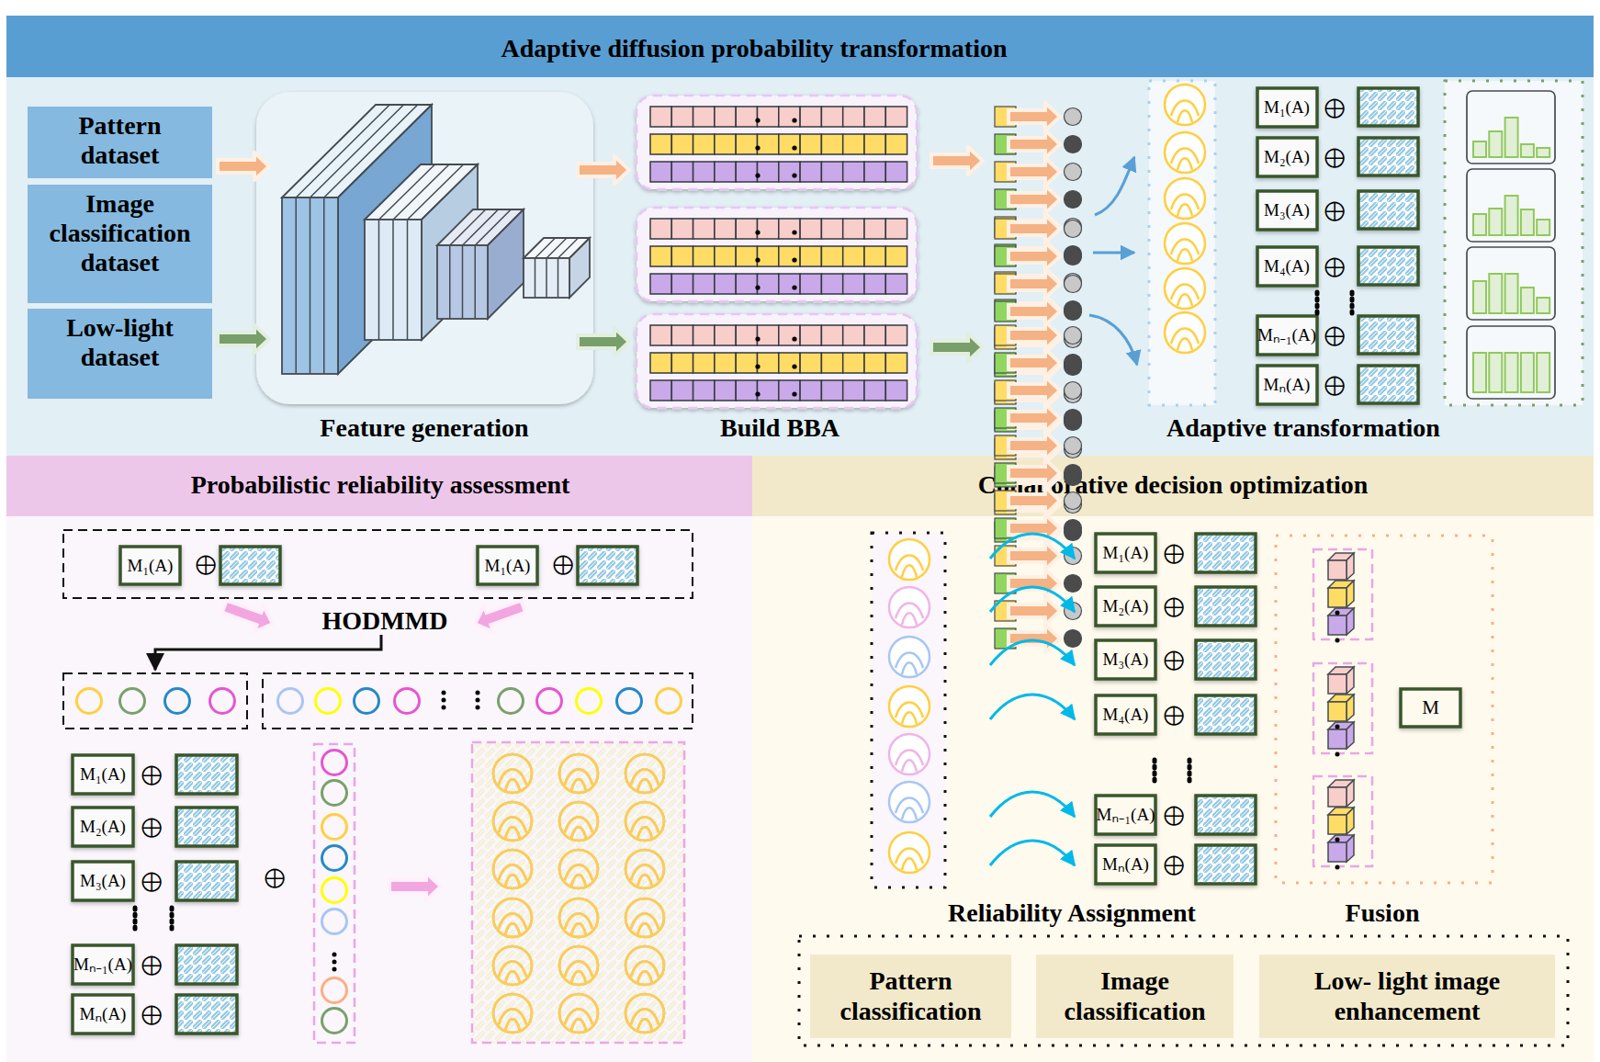 Adaptive diffusion probability transformation
Pattern
dataset
Image
classification
dataset
Low-light
dataset
Feature generation
Build BBA
M₁(A) ⊕
M₂(A) ⊕
M₃(A) ⊕
M₄(A) ⊕
Mₙ₋₁(A) ⊕
Mₙ(A) ⊕
Adaptive transformation
Probabilistic reliability assessment
M₁(A) ⊕
M₁(A) ⊕
HODMMD
M₁(A) ⊕
M₂(A) ⊕
M₃(A) ⊕
⊕
Mₙ₋₁(A) ⊕
Mₙ(A) ⊕
decision optimization
M₁(A) ⊕
M₂(A) ⊕
M₃(A) ⊕
M₄(A) ⊕
Mₙ₋₁(A) ⊕
Mₙ(A) ⊕
M
Reliability Assignment
Fusion
Pattern
classification
Image
classification
Low- light image
enhancement